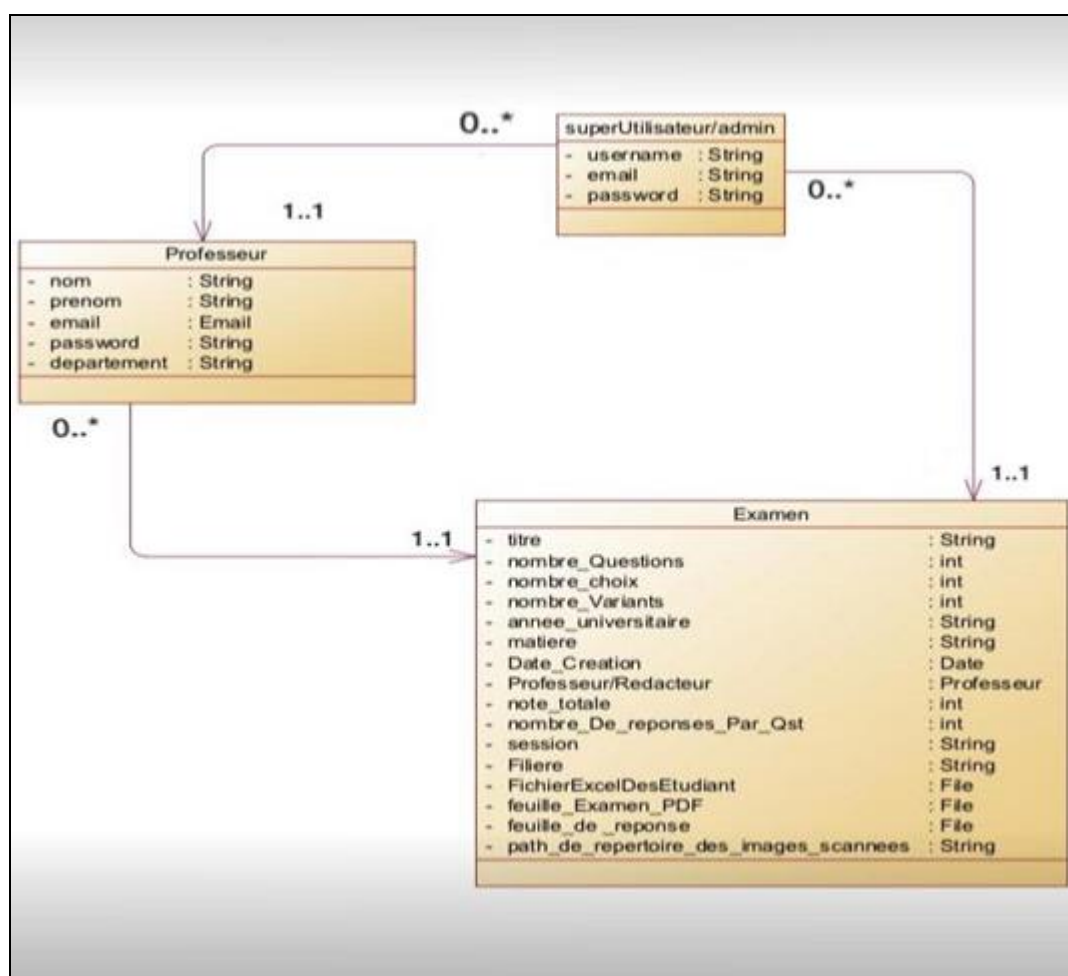 0..*
superUtilisateur/admin
- username : String
- email : String
- password : String
0..*
1..1
Professeur
- nom : String
- prenom : String
- email : Email
- password : String
- departement : String
0..*
1..1
1..1
Examen
- titre : String
- nombre_Questions : int
- nombre_choix : int
- nombre_Variants : int
- annee_universitaire : String
- matiere : String
- Date_Creation : Date
- Professeur/Redacteur : Professeur
- note_totale : int
- nombre_De_reponses_Par_Qst : int
- session : String
- Filiere : String
- FichierExcelDesEtudiant : File
- feuille_Examen_PDF : File
- feuille_de _reponse : File
- path_de_repertoire_des_images_scannees : String